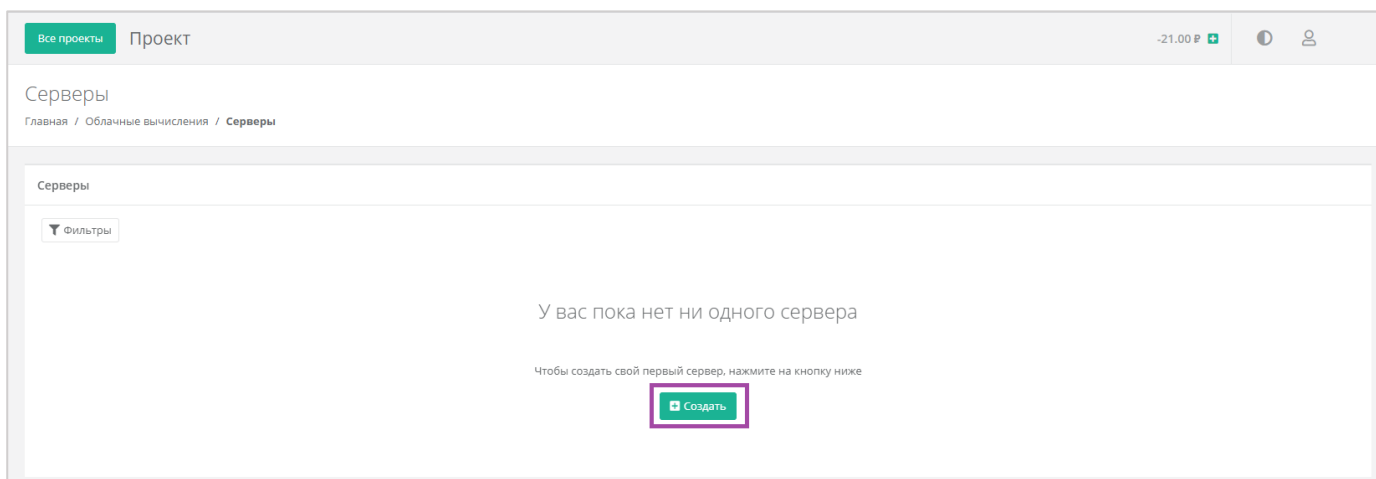 Все проекты Проект -21.00 ₽
Серверы
Главная / Облачные вычисления / Серверы
Серверы
Фильтры
У вас пока нет ни одного сервера
Чтобы создать свой первый сервер, нажмите на кнопку ниже
Создать